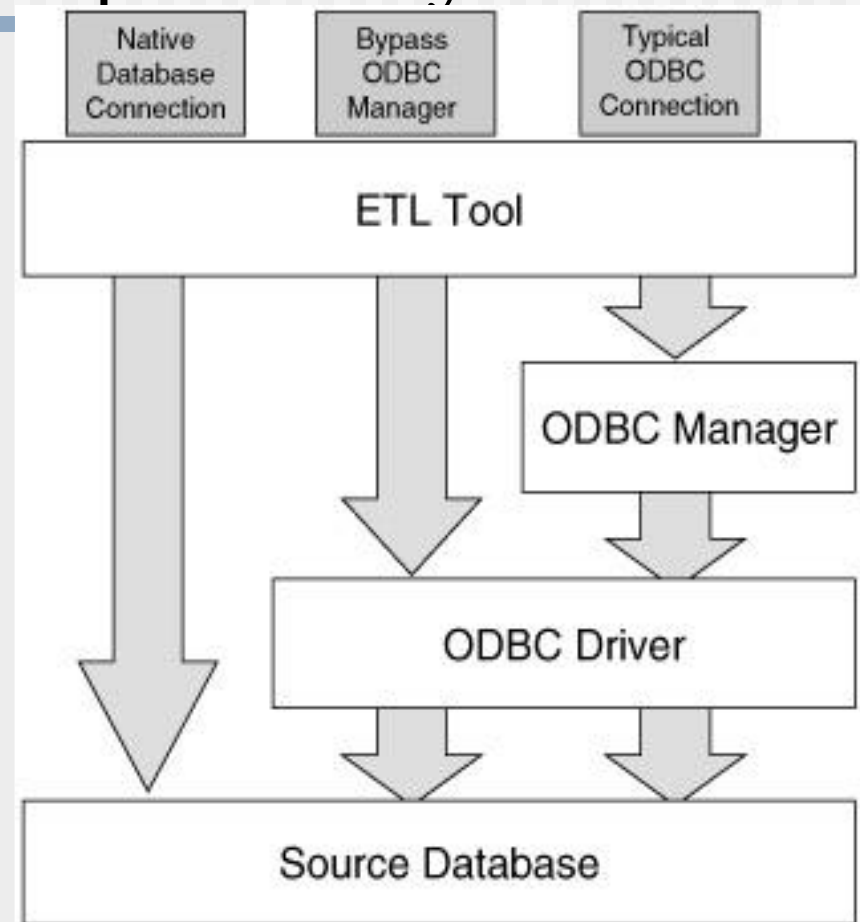 Native
Database
Connection
Bypass
ODBC
Manager
Typical
ODBC
Connection
ETL Tool
ODBC Manager
ODBC Driver
Source Database